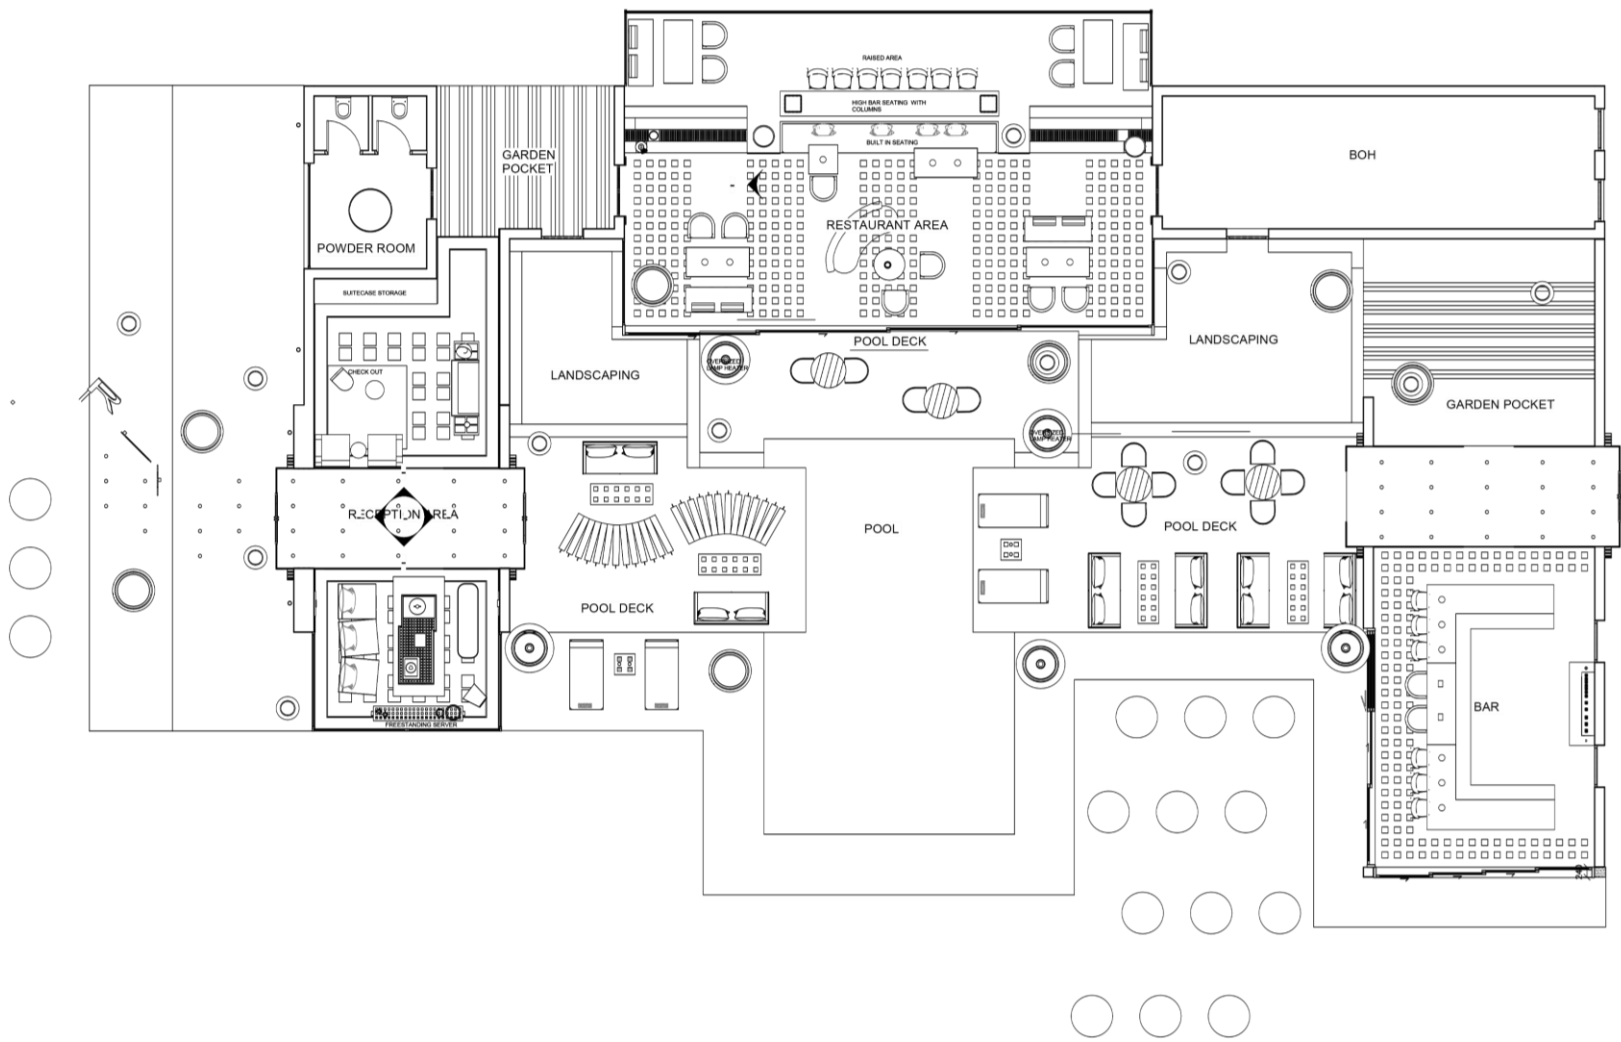 RAISED AREA
HIGH BAR SEATING WITH
COLUMNS
BUILT IN SEATING
GARDEN
POCKET
BOH
RESTAURANT AREA
POWDER ROOM
SUITECASE STORAGE
POOL DECK
LANDSCAPING
OVERSIZED
LAMP HEATER
CHECK OUT
LANDSCAPING
GARDEN POCKET
OVERSIZED
LAMP HEATER
RECEPTION AREA
POOL
POOL DECK
POOL DECK
BAR
FREESTANDING SERVER